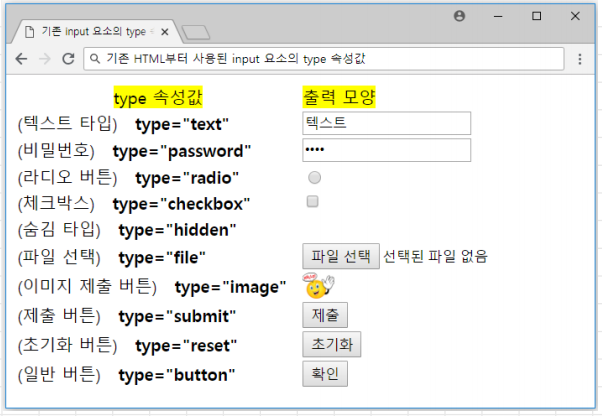 기존 input 요소의 type
기존 HTML부터 사용된 input 요소의 type 속성값
type 속성값 출력 모양
(텍스트 타입) type="text" 텍스트
(비밀번호) type="password" ••••
(라디오 버튼) type="radio"
(체크박스) type="checkbox"
(숨김 타입) type="hidden"
(파일 선택) type="file" 파일 선택 선택된 파일 없음
(이미지 제출 버튼) type="image"
(제출 버튼) type="submit" 제출
(초기화 버튼) type="reset" 초기화
(일반 버튼) type="button" 확인